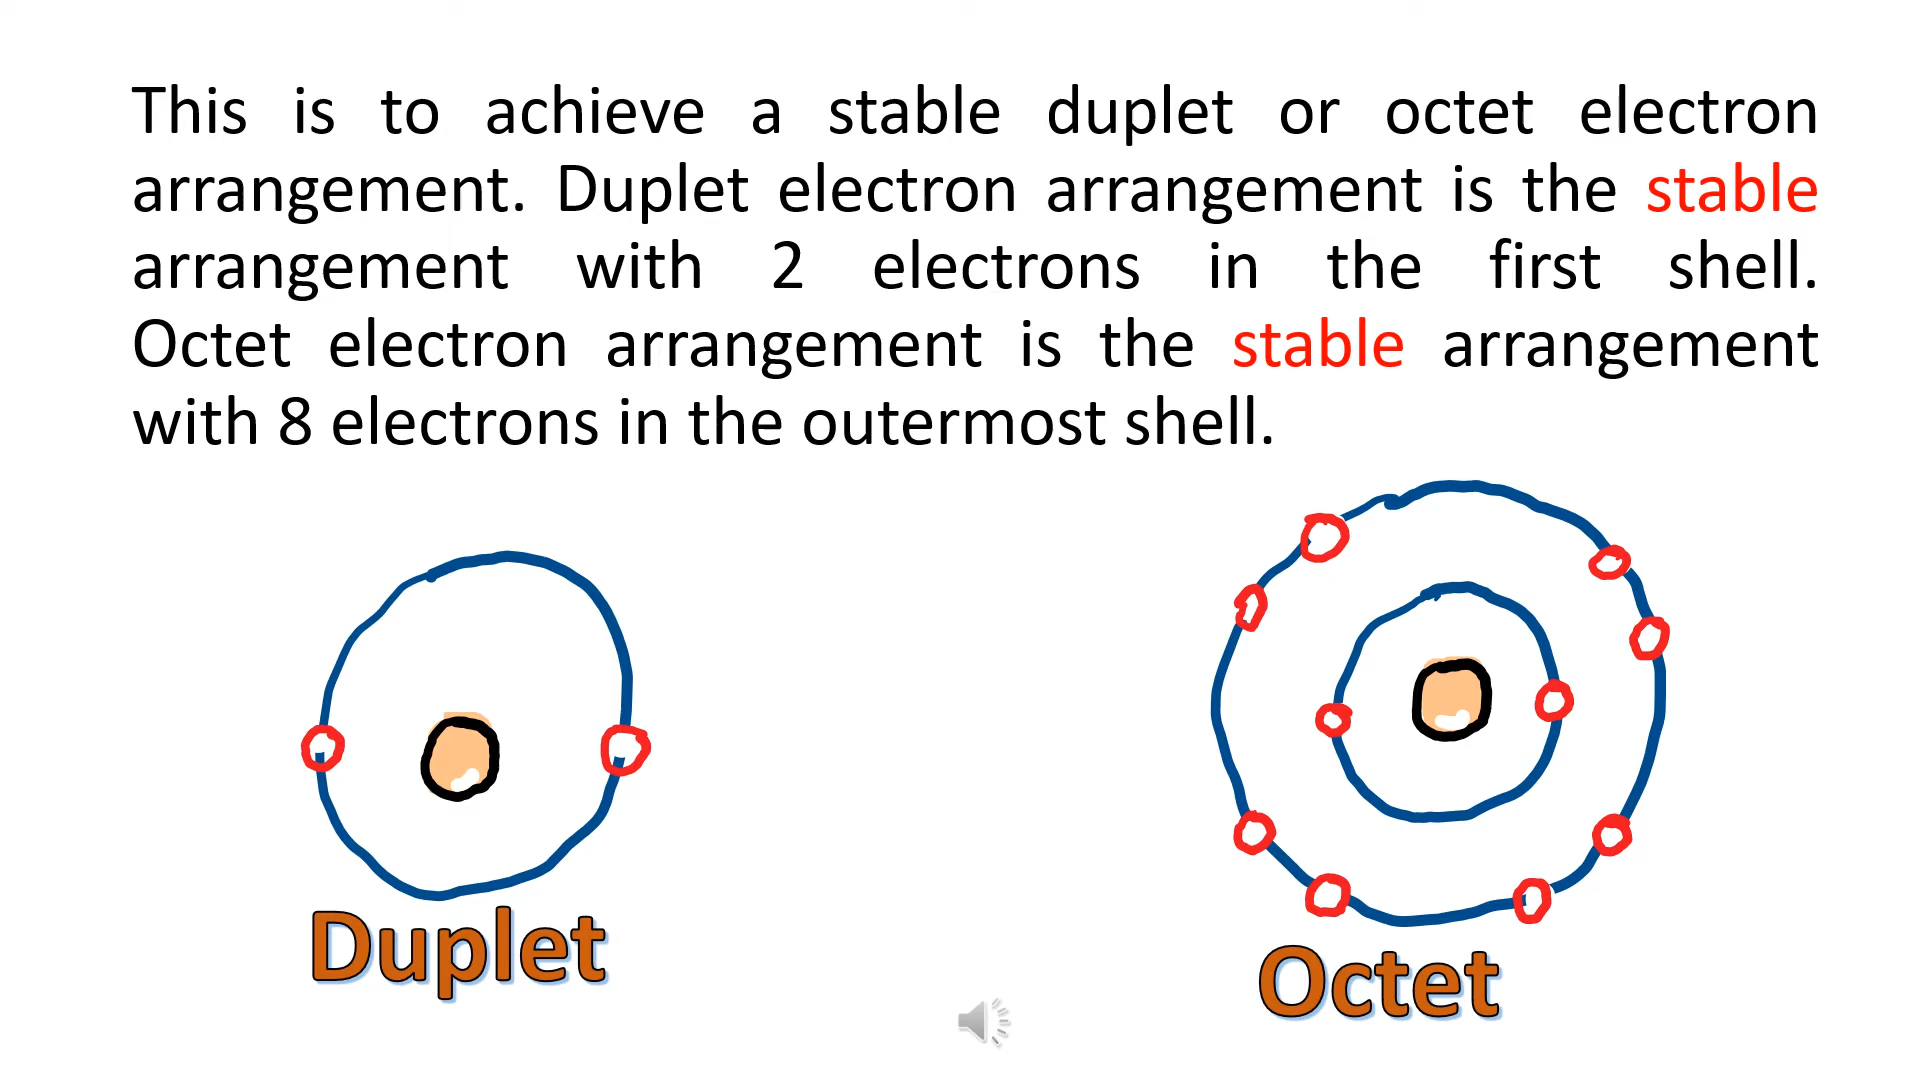 This is to achieve a stable duplet or octet electron
arrangement. Duplet electron arrangement is the stable
arrangement with 2 electrons in the first shell.
Octet electron arrangement is the stable arrangement
with 8 electrons in the outermost shell.
Duplet
Octet